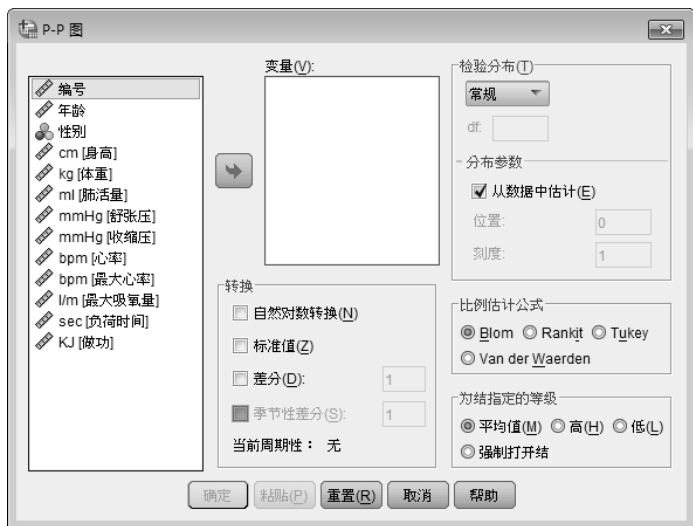 P-P 图
编号
年龄
性别
cm [身高]
kg [体重]
ml [肺活量]
mmHg [舒张压]
mmHg [收缩压]
bpm [心率]
bpm [最大心率]
l/m [最大吸氧量]
sec [负荷时间]
KJ [做功]
变量(V):
转换
自然对数转换(N)
标准值(Z)
差分(D): 1
季节性差分(S): 1
当前周期性： 无
检验分布(T)
常规
df:
分布参数
从数据中估计(E)
位置: 0
刻度: 1
比例估计公式
Blom Rankit Tukey
Van der Waerden
为结指定的等级
平均值(M) 高(H) 低(L)
强制打开结
确定 粘贴(P) 重置(R) 取消 帮助